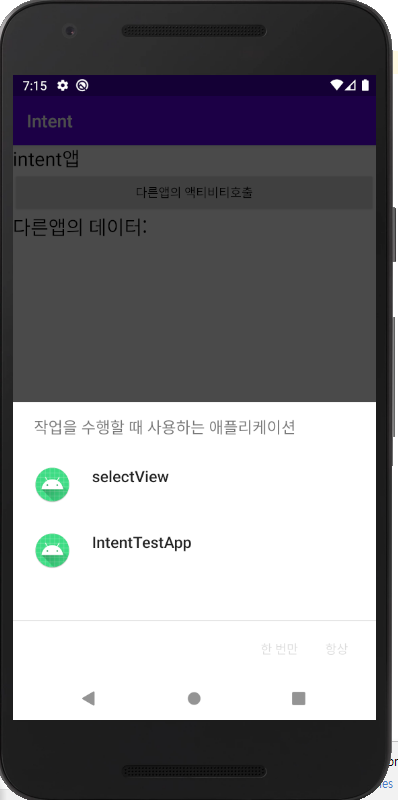 7:15
Intent
intent앱
다른앱의 액티비티호출
다른앱의 데이터:
작업을 수행할 때 사용하는 애플리케이션
selectView
IntentTestApp
한 번만 항상